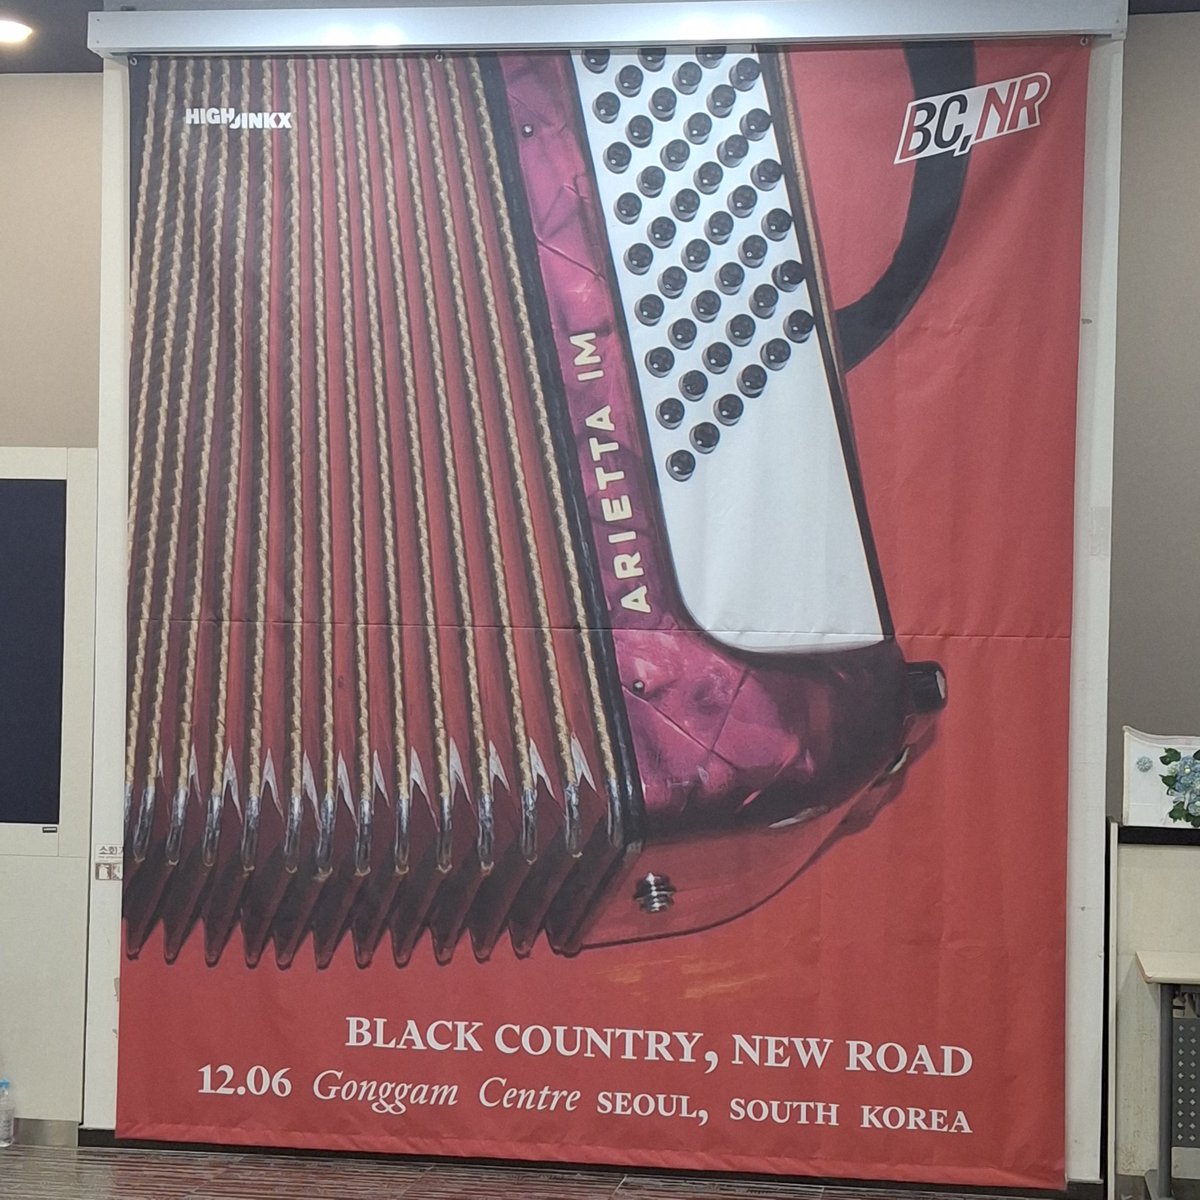 HIGHJINKX
BC,NR
ARIETTA IM
BLACK COUNTRY, NEW ROAD
12.06 Gonggam Centre SEOUL, SOUTH KOREA